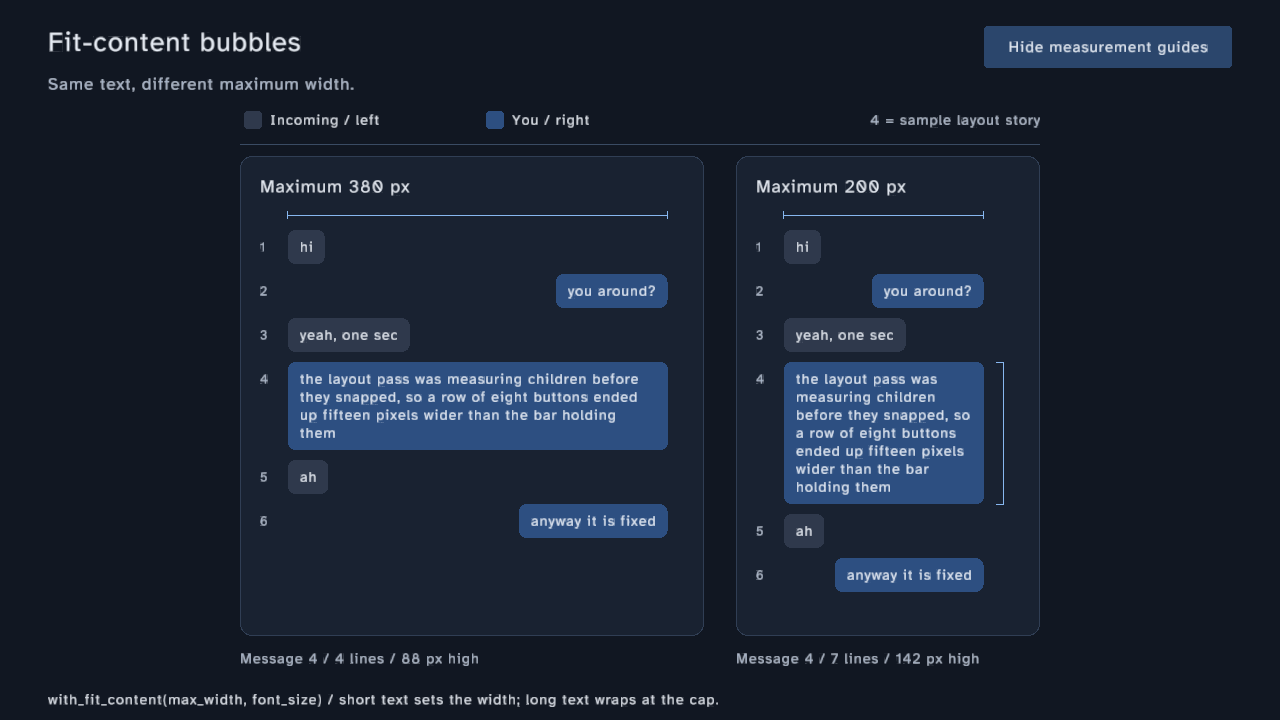 Fit-content bubbles
Hide measurement guides
Same text, different maximum width.
Incoming / left
You / right
4 = sample layout story
Maximum 380 px
1 hi
2 you around?
3 yeah, one sec
4 the layout pass was measuring children before
they snapped, so a row of eight buttons ended
up fifteen pixels wider than the bar holding
them
5 ah
6 anyway it is fixed
Message 4 / 4 lines / 88 px high
Maximum 200 px
1 hi
2 you around?
3 yeah, one sec
4 the layout pass was
measuring children
before they snapped, so
a row of eight buttons
ended up fifteen pixels
wider than the bar
holding them
5 ah
6 anyway it is fixed
Message 4 / 7 lines / 142 px high
with_fit_content(max_width, font_size) / short text sets the width; long text wraps at the cap.